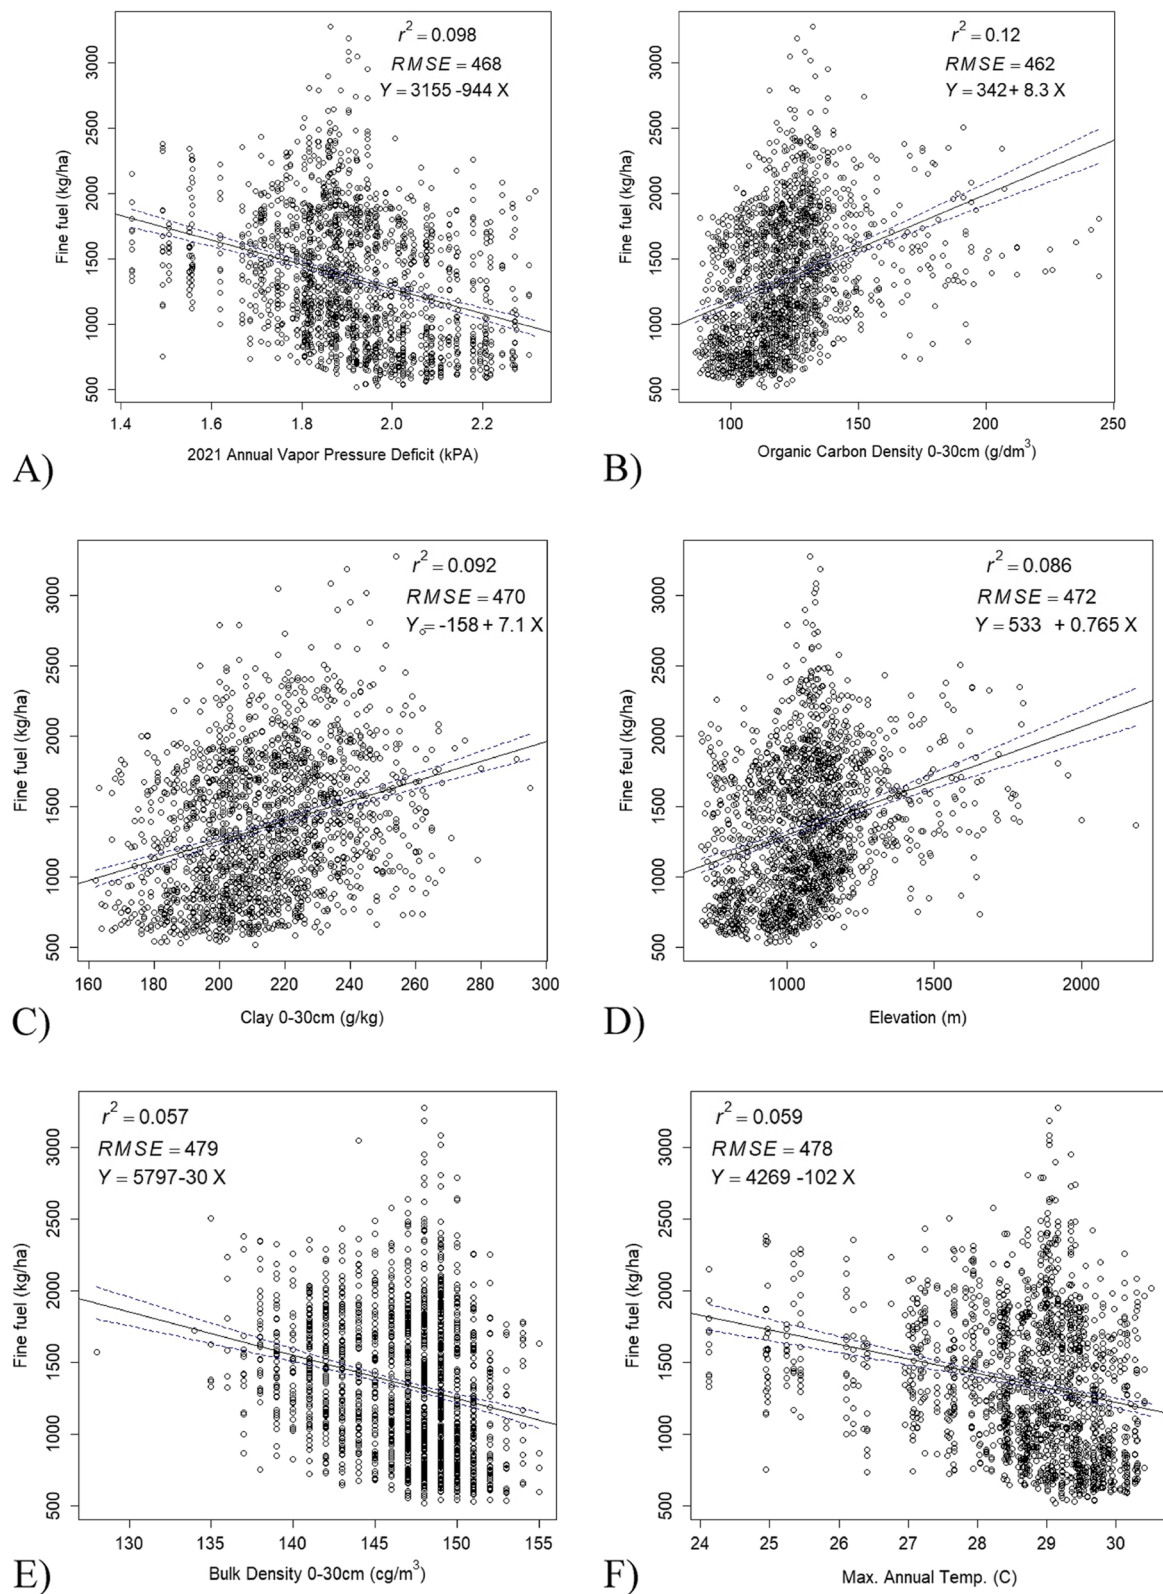 r² = 0.098
RMSE = 468
Y = 3155 -944 X
Fine fuel (kg/ha)
500 1000 1500 2000 2500 3000
1.4 1.6 1.8 2.0 2.2
2021 Annual Vapor Pressure Deficit (kPA)
A)
r² = 0.12
RMSE = 462
Y = 342+ 8.3 X
Fine fuel (kg/ha)
500 1000 1500 2000 2500 3000
100 150 200 250
Organic Carbon Density 0-30cm (g/dm³)
B)
r² = 0.092
RMSE = 470
Y = -158 + 7.1 X
Fine fuel (kg/ha)
500 1000 1500 2000 2500 3000
160 180 200 220 240 260 280 300
Clay 0-30cm (g/kg)
C)
r² = 0.086
RMSE = 472
Y = 533 + 0.765 X
Fine feul (kg/ha)
500 1000 1500 2000 2500 3000
1000 1500 2000
Elevation (m)
D)
r² = 0.057
RMSE = 479
Y = 5797-30 X
Fine fuel (kg/ha)
500 1000 1500 2000 2500 3000
130 135 140 145 150 155
Bulk Density 0-30cm (cg/m³)
E)
r² = 0.059
RMSE = 478
Y = 4269 -102 X
Fine fuel (kg/ha)
500 1000 1500 2000 2500 3000
24 25 26 27 28 29 30
Max. Annual Temp. (C)
F)